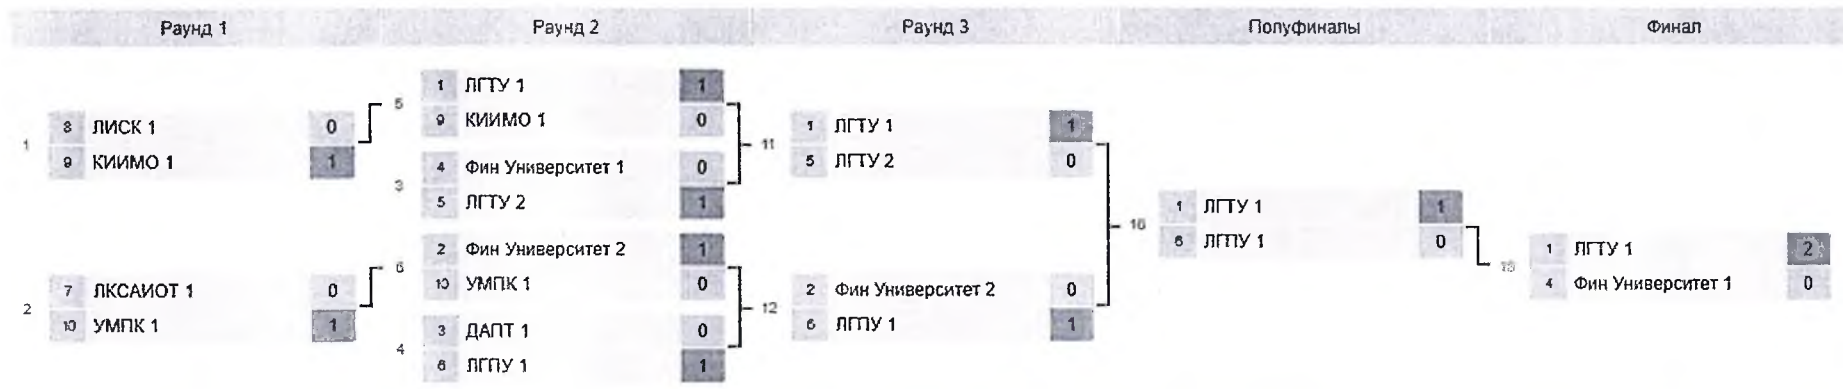 Раунд 1
Раунд 2
Раунд 3
Полуфиналы
Финал
1
8 ЛИСК 1 0
9 КИИМО 1 1
2
7 ЛКСАИОТ 1 0
10 УМПК 1 1
5
1 ЛГТУ 1 1
9 КИИМО 1 0
3
4 Фин Университет 1 0
5 ЛГТУ 2 1
6
2 Фин Университет 2 1
10 УМПК 1 0
4
3 ДАПТ 1 0
6 ЛГПУ 1 1
11
1 ЛГТУ 1 1
5 ЛГТУ 2 0
12
2 Фин Университет 2 0
6 ЛГПУ 1 1
16
1 ЛГТУ 1 1
6 ЛГПУ 1 0
1 ЛГТУ 1 2
4 Фин Университет 1 0